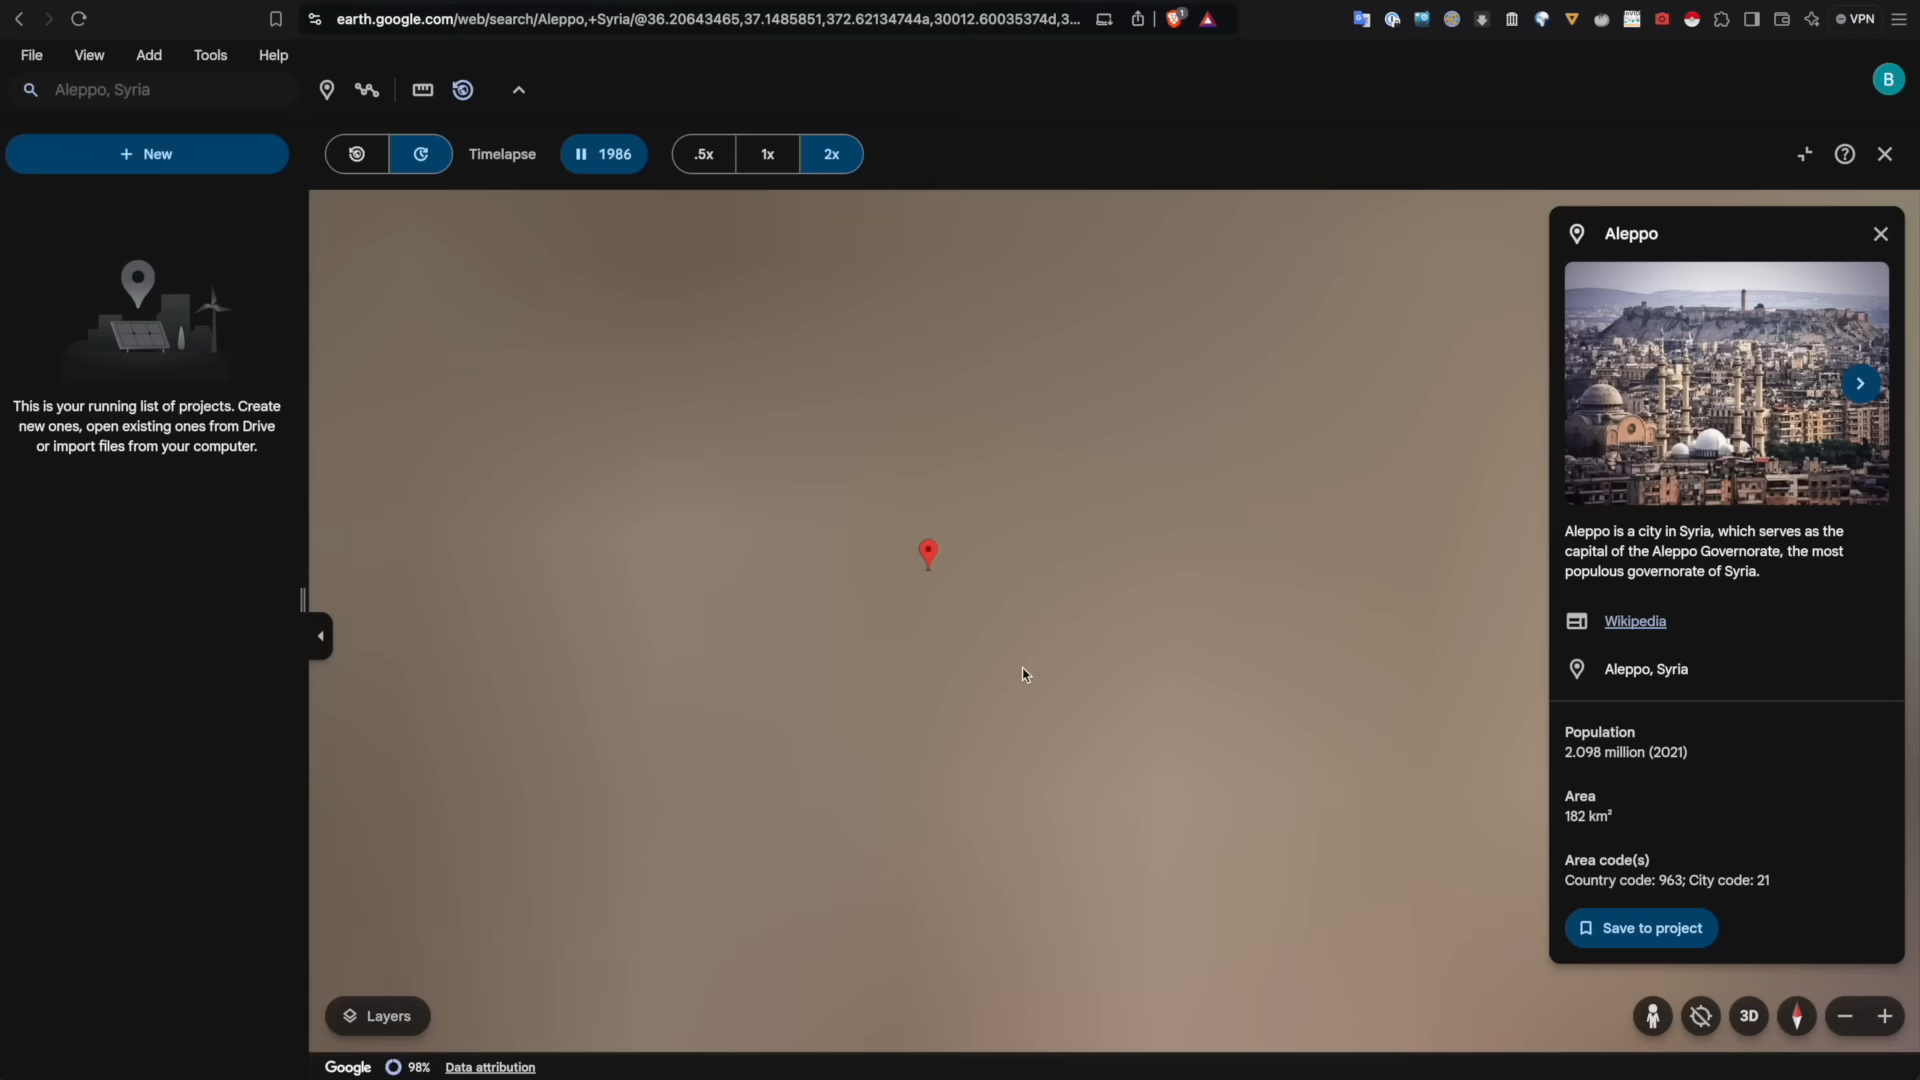 earth.google.com/web/search/Aleppo,+Syria/@36.20643465,37.1485851,372.62134744a,30012.60035374d,3...
1
VPN
File
View
Add
Tools
Help
Aleppo, Syria
B
+ New
Timelapse
1986
.5x
1x
2x
Aleppo
This is your running list of projects. Create
new ones, open existing ones from Drive
or import files from your computer.
Aleppo is a city in Syria, which serves as the
capital of the Aleppo Governorate, the most
populous governorate of Syria.
Wikipedia
Aleppo, Syria
Population
2.098 million (2021)
Area
182 km²
Area code(s)
Country code: 963; City code: 21
Save to project
Layers
3D
Google
98%
Data attribution